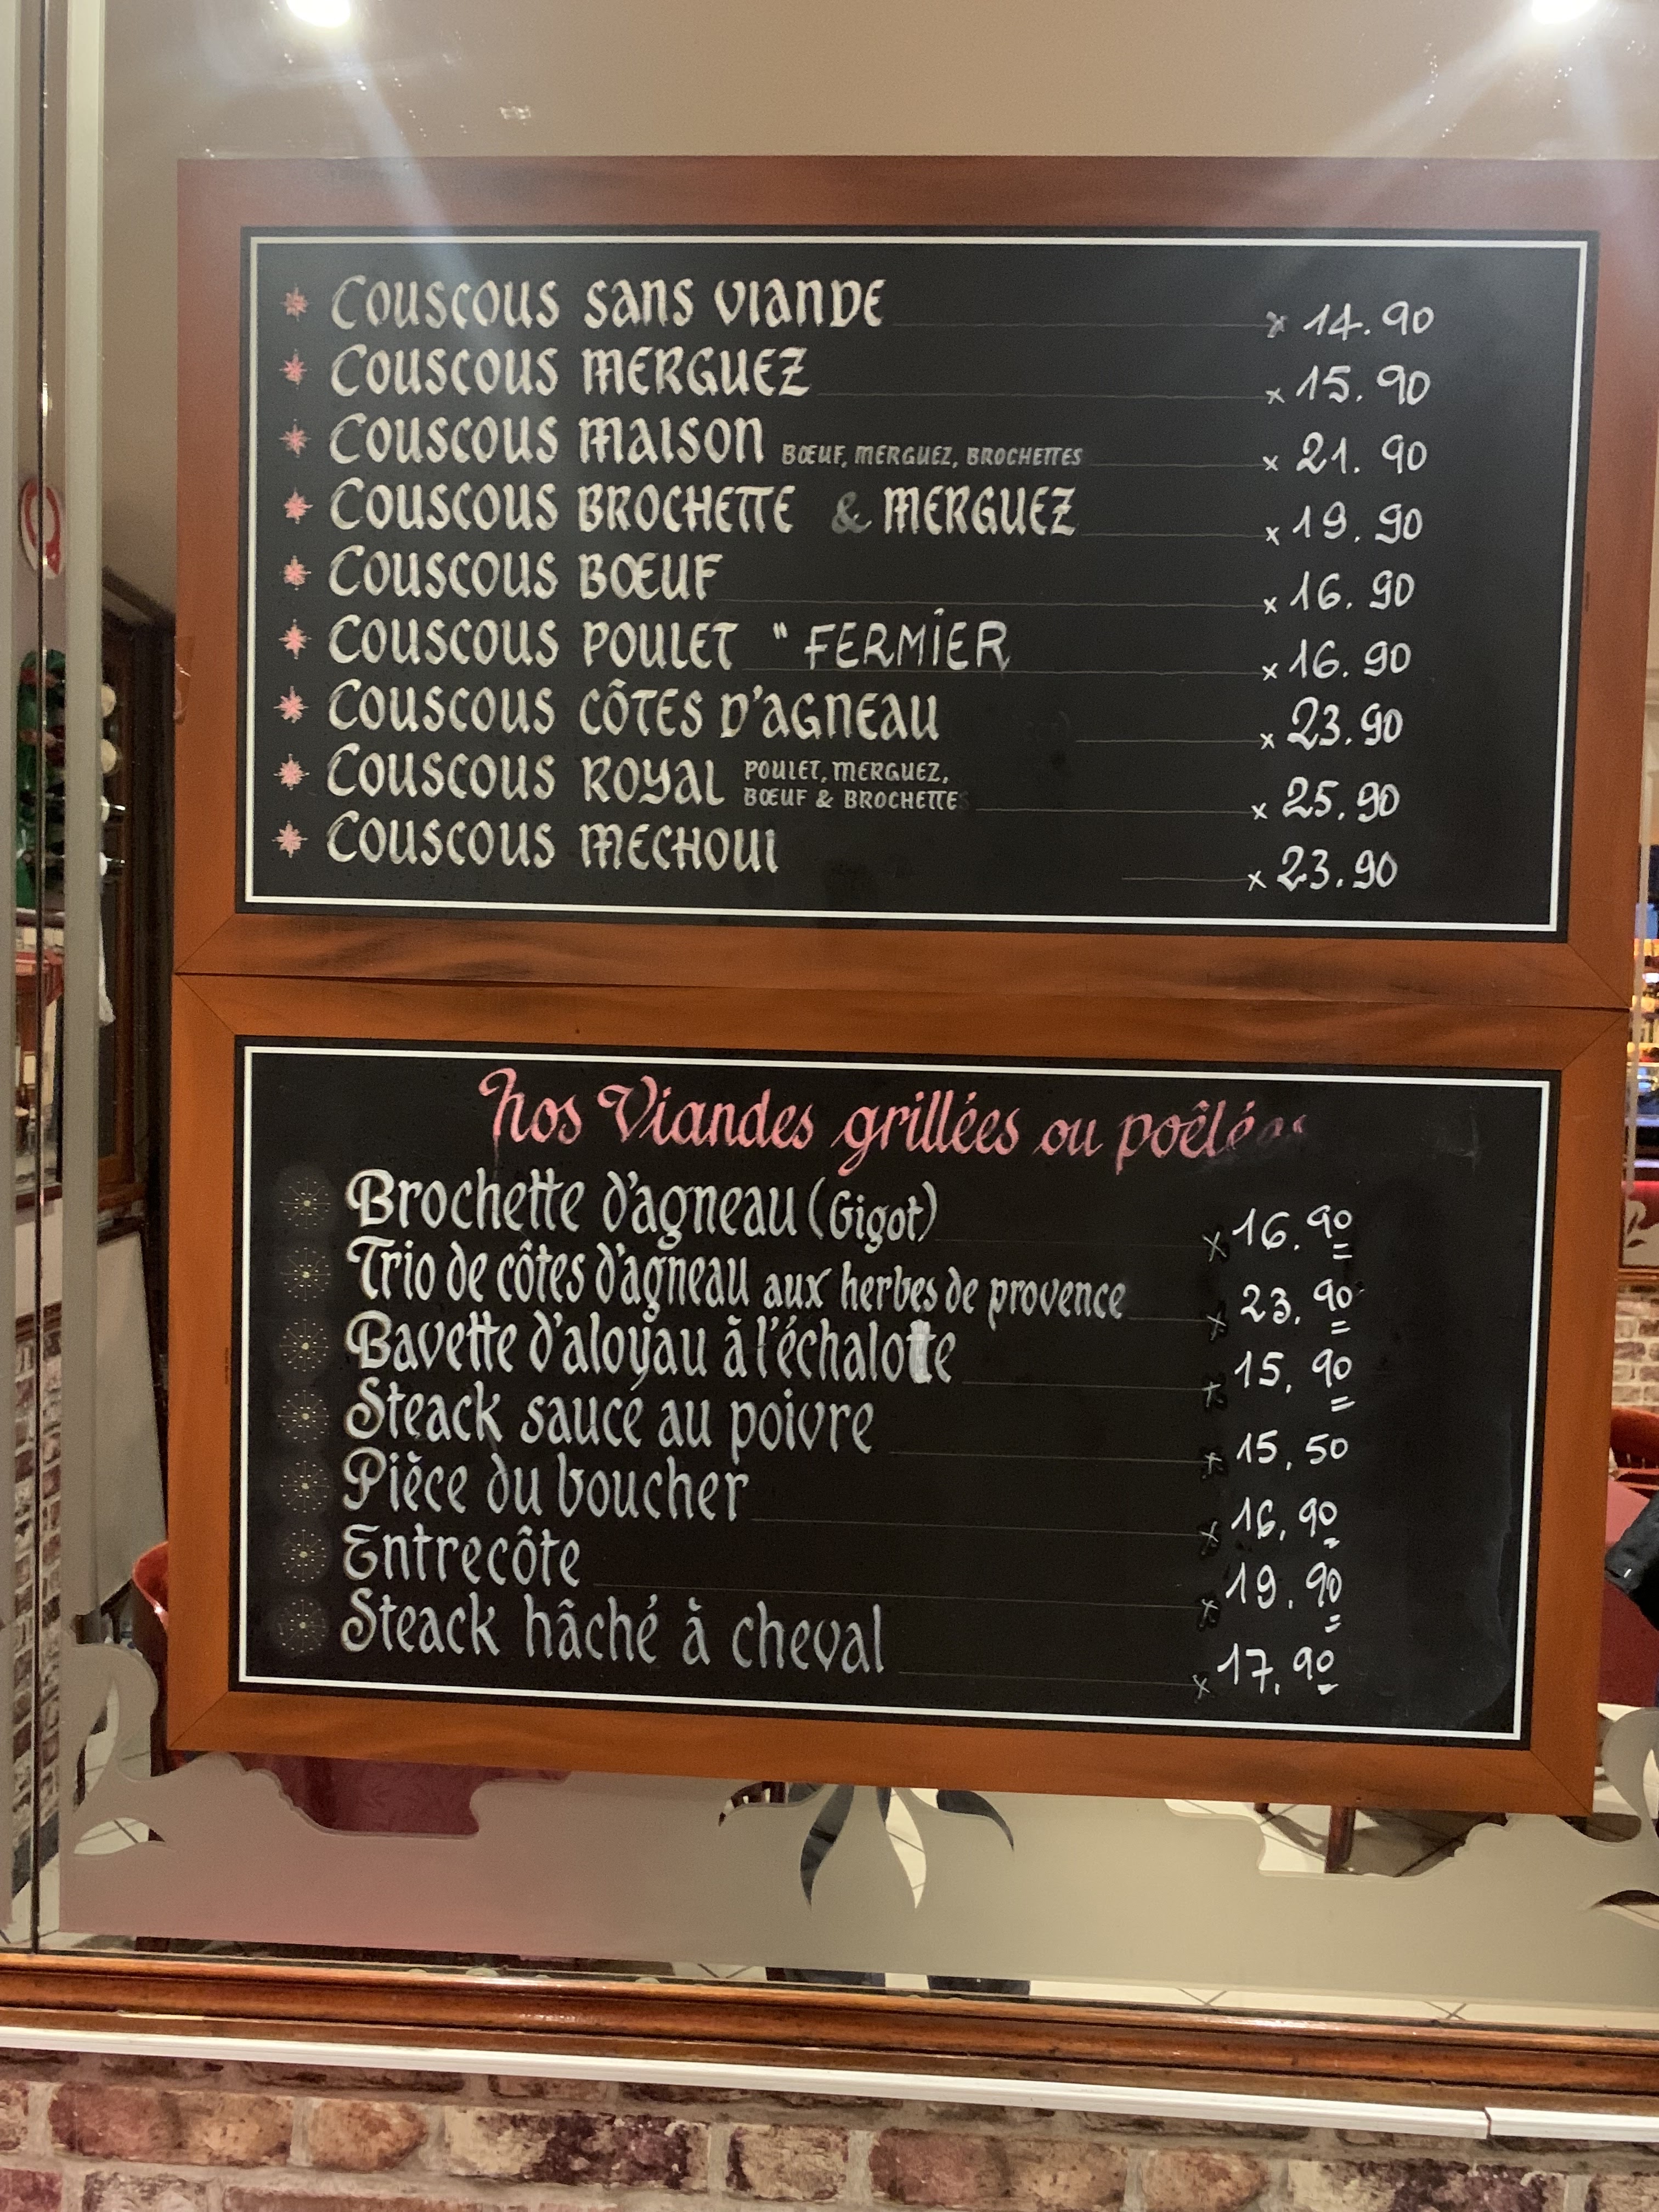 COUSCOUS SANS VIANDE x 14.90
COUSCOUS MERGUEZ x 15.90
COUSCOUS MAISON BŒUF, MERGUEZ, BROCHETTES x 21.90
COUSCOUS BROCHETTE & MERGUEZ x 19.90
COUSCOUS BŒUF x 16.90
COUSCOUS POULET " FERMIER x 16.90
COUSCOUS CÔTES D'AGNEAU x 23.90
COUSCOUS ROYAL POULET, MERGUEZ,
BŒUF & BROCHETTES x 25.90
COUSCOUS MECHOUI x 23.90
Nos Viandes grillées ou poêlées
Brochette d'agneau (Gigot) x 16.90
Trio de côtes d'agneau aux herbes de provence x 23.90
Bavette d'aloyau à l'échalotte x 15,90
Steack sauce au poivre x 15,50
Pièce du boucher x 16,90
Entrecôte x 19.90
Steack hâché à cheval x 17,90